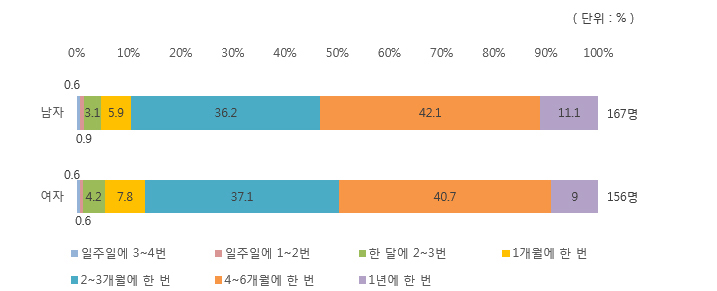 ( 단위 : % )
0% 10% 20% 30% 40% 50% 60% 70% 80% 90% 100%
0.6
남자 3.1 5.9 36.2 42.1 11.1 167명
0.9
0.6
여자 4.2 7.8 37.1 40.7 9 156명
0.6
일주일에 3~4번 일주일에 1~2번 한 달에 2~3번 1개월에 한 번
2~3개월에 한 번 4~6개월에 한 번 1년에 한 번